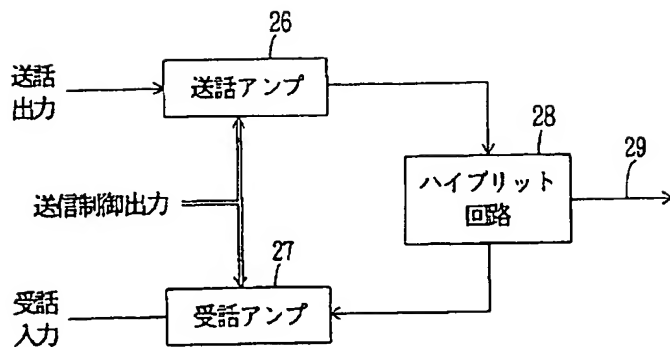 26
送話
出力
送話アンプ
28
29
ハイブリット
回路
送信制御出力
27
受話
入力
受話アンプ